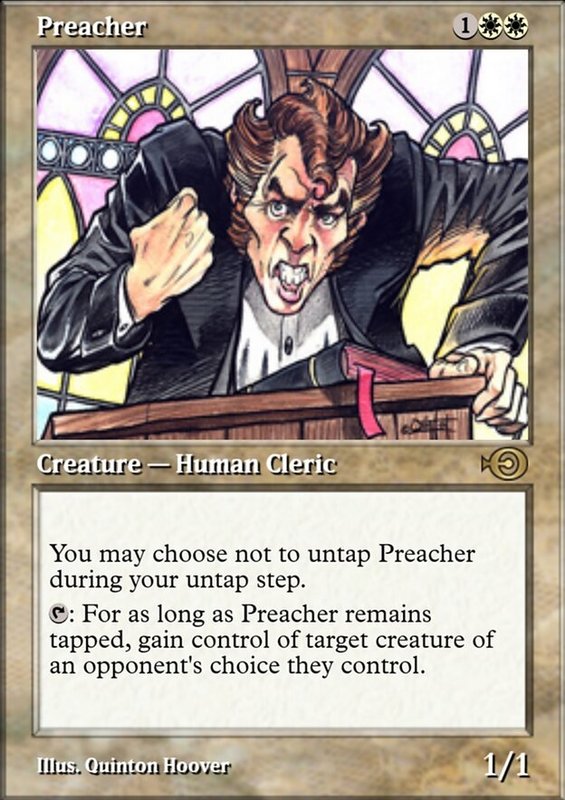 Preacher 1
Creature — Human Cleric
You may choose not to untap Preacher
during your untap step.
: For as long as Preacher remains
tapped, gain control of target creature of
an opponent's choice they control.
Illus. Quinton Hoover 1/1